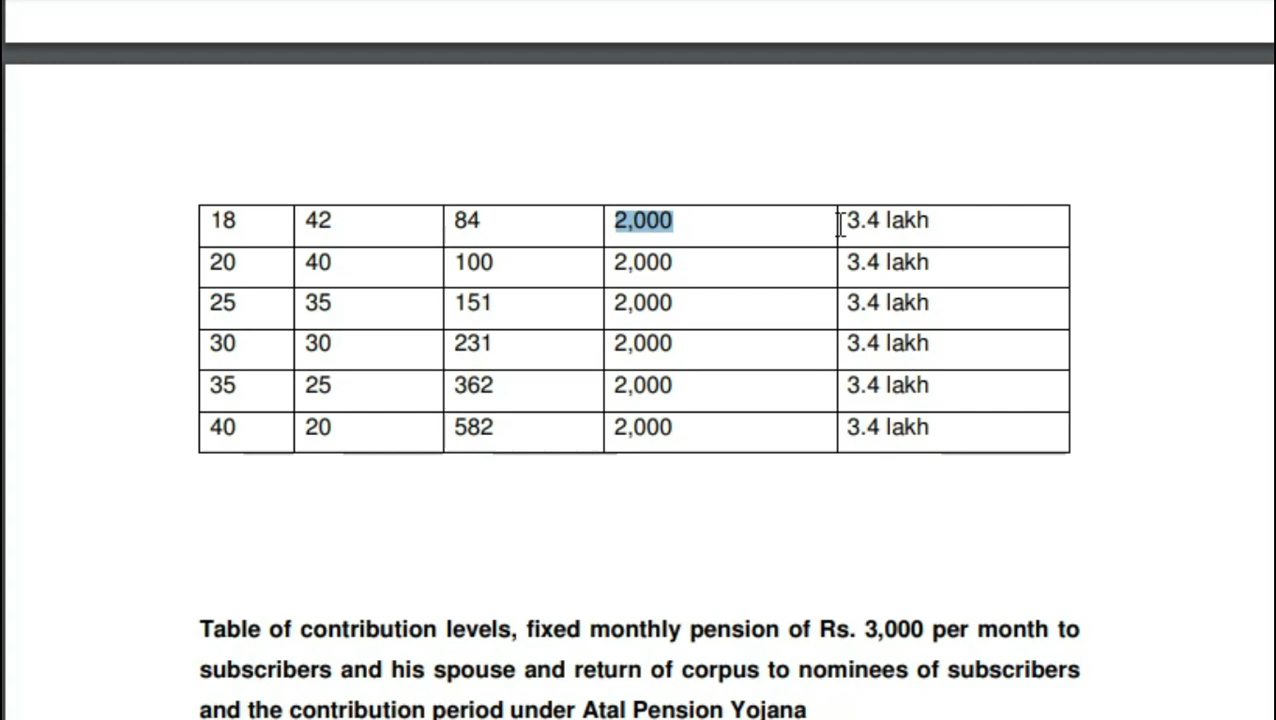 18 42 84 2,000 3.4 lakh
20 40 100 2,000 3.4 lakh
25 35 151 2,000 3.4 lakh
30 30 231 2,000 3.4 lakh
35 25 362 2,000 3.4 lakh
40 20 582 2,000 3.4 lakh
Table of contribution levels, fixed monthly pension of Rs. 3,000 per month to
subscribers and his spouse and return of corpus to nominees of subscribers
and the contribution period under Atal Pension Yojana